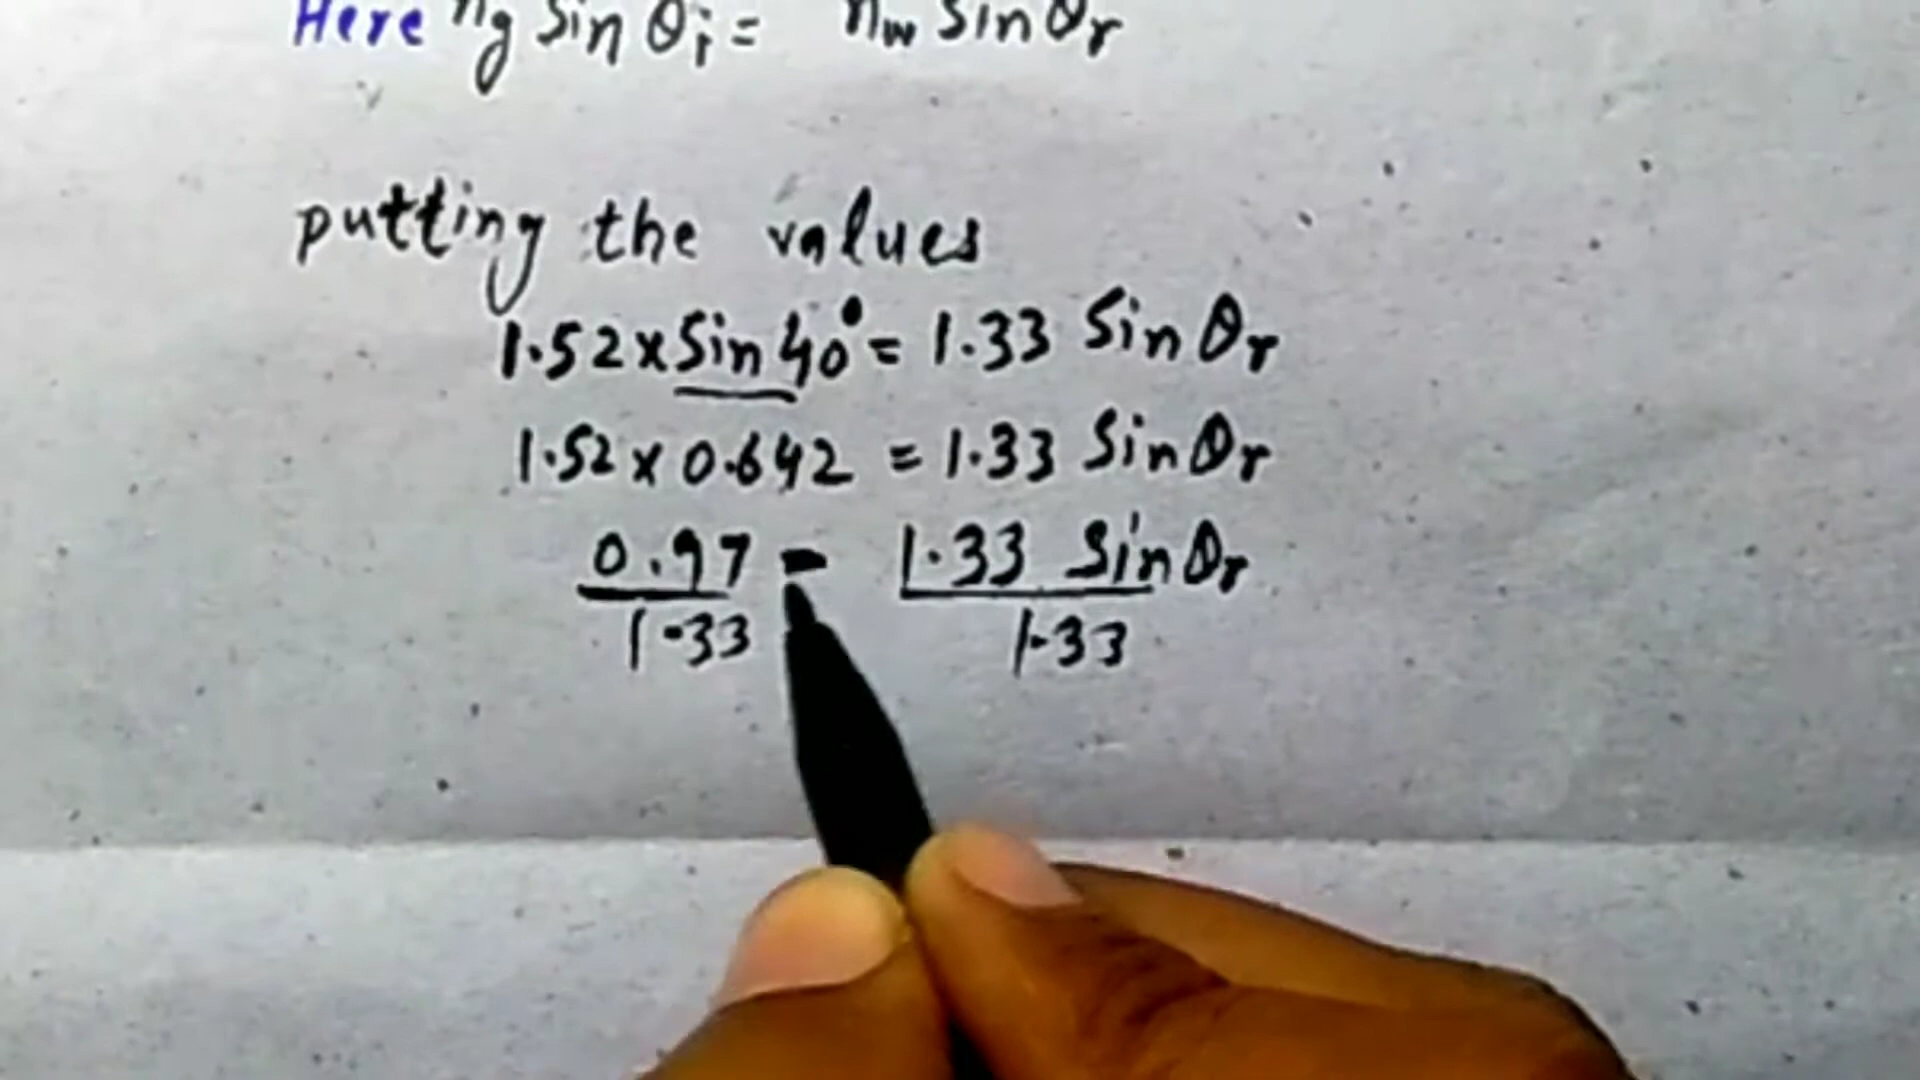 Here ng Sin θi = nw Sin θr
putting the values
1.52 x Sin 40° = 1.33 Sin θr
1.52 x 0.642 = 1.33 Sin θr
0.97 = 1.33 Sin θr
1.33 1.33